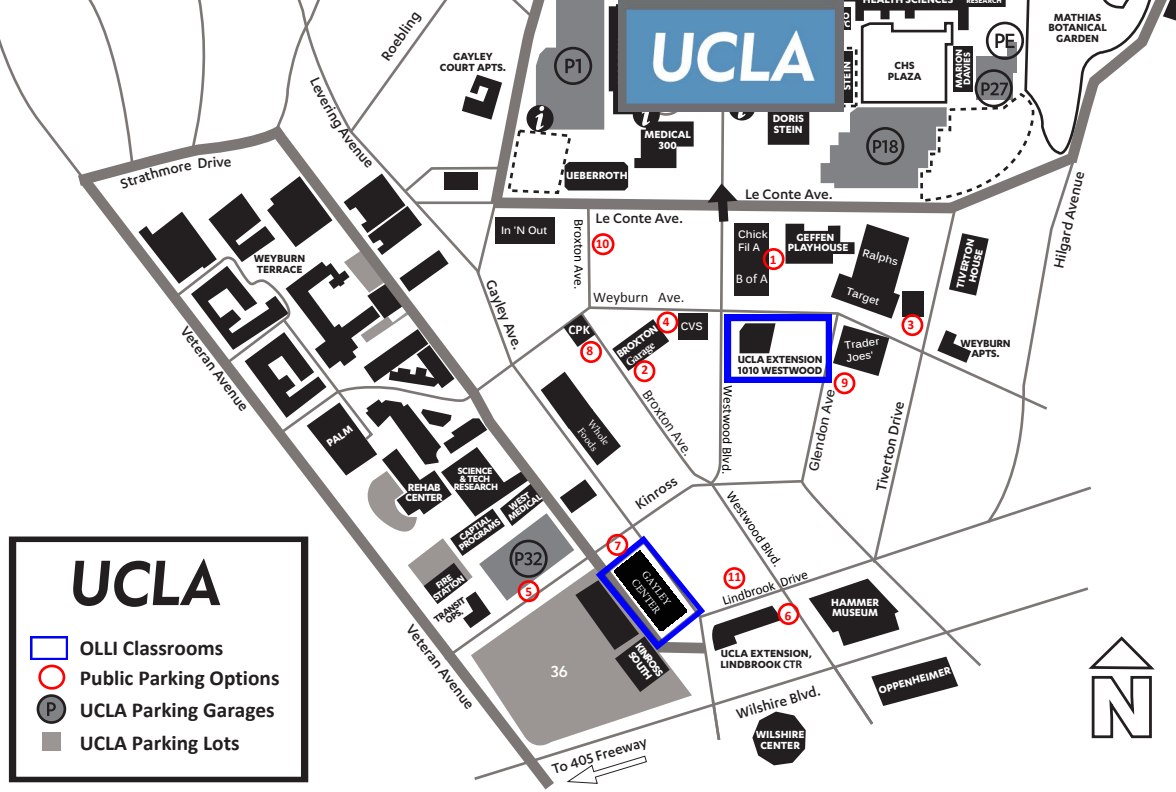 HEALTH SCIENCES
RESEARCH
MATHIAS
BOTANICAL
GARDEN
Roebling
GAYLEY
COURT APTS.
P1
UCLA
STEIN
CHS
PLAZA
MARION
DAVIES
PE
P27
Levering Avenue
i
i
i
MEDICAL
300
DORIS
STEIN
P18
Strathmore Drive
UEBERROTH
Le Conte Ave.
Le Conte Ave.
Hilgard Avenue
In 'N Out
Broxton Ave.
10
Chick
Fil A
B of A
1
GEFFEN
PLAYHOUSE
Ralphs
Target
TIVERTON
HOUSE
WEYBURN
TERRACE
Gayley Ave.
Weyburn Ave.
CPK
8
BROXTON
Garage
4
2
CVS
UCLA EXTENSION
1010 WESTWOOD
3
Trader
Joes'
9
WEYBURN
APTS.
Veteran Avenue
Whole
Foods
Broxton Ave.
Westwood Blvd.
Glendon Ave
Tiverton Drive
PALM
REHAB
CENTER
SCIENCE
& TECH
RESEARCH
WEST
MEDICAL
CAPTIAL
PROGRAMS
Kinross
Westwood Blvd.
P32
5
7
GAYLEY
CENTER
11
Lindbrook Drive
6
HAMMER
MUSEUM
FIRE
STATION
TRANSIT
OPS.
UCLA EXTENSION,
LINDBROOK CTR
Veteran Avenue
36
KINROSS
SOUTH
OPPENHEIMER
Wilshire Blvd.
WILSHIRE
CENTER
To 405 Freeway
N
UCLA
OLLI Classrooms
Public Parking Options
P
UCLA Parking Garages
UCLA Parking Lots